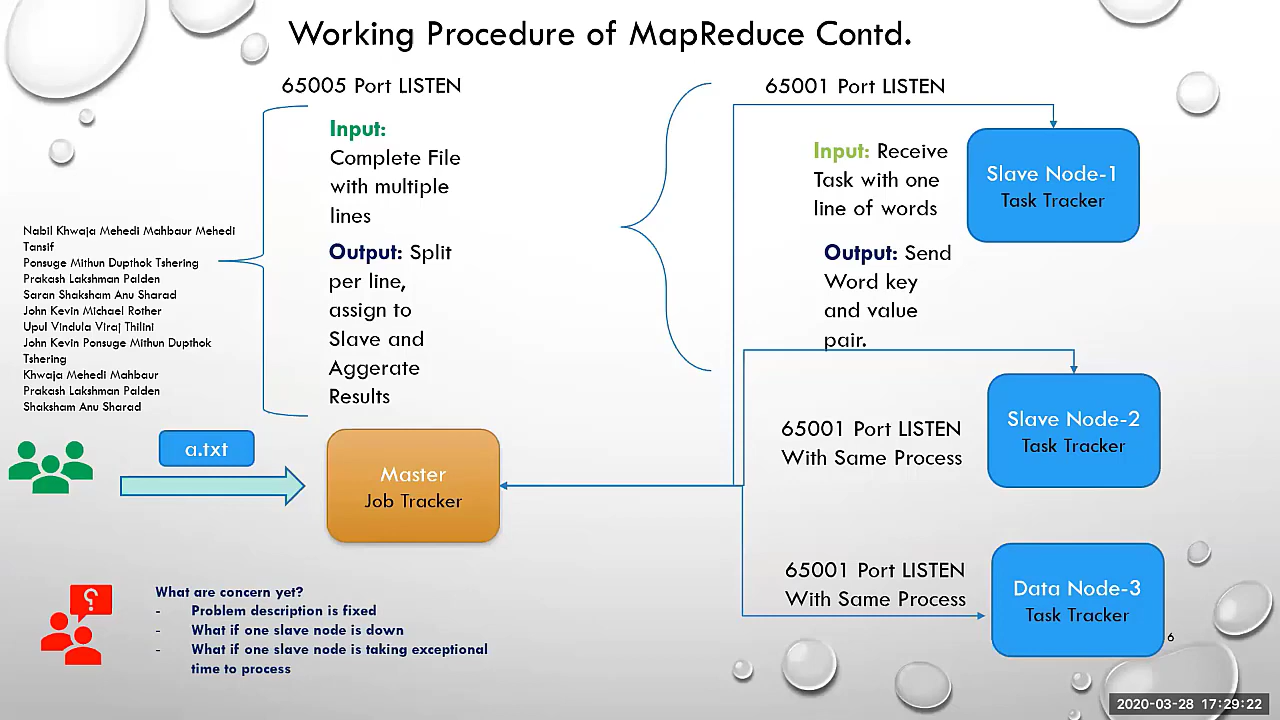 Working Procedure of MapReduce Contd.
65005 Port LISTEN
Input:
Complete File
with multiple
lines
Output: Split
per line,
assign to
Slave and
Aggerate
Results
Nabil Khwaja Mehedi Mahbaur Mehedi
Tansif
Ponsuge Mithun Dupthok Tshering
Prakash Lakshman Palden
Saran Shaksham Anu Sharad
John Kevin Michael Rother
Upul Vindula Viraj Thilini
John Kevin Ponsuge Mithun Dupthok
Tshering
Khwaja Mehedi Mahbaur
Prakash Lakshman Palden
Shaksham Anu Sharad
a.txt
Master
Job Tracker
65001 Port LISTEN
Input: Receive
Task with one
line of words
Output: Send
Word key
and value
pair.
Slave Node-1
Task Tracker
65001 Port LISTEN
With Same Process
Slave Node-2
Task Tracker
65001 Port LISTEN
With Same Process
Data Node-3
Task Tracker
What are concern yet?
- Problem description is fixed
- What if one slave node is down
- What if one slave node is taking exceptional
time to process
6
2020-03-28 17:29:22